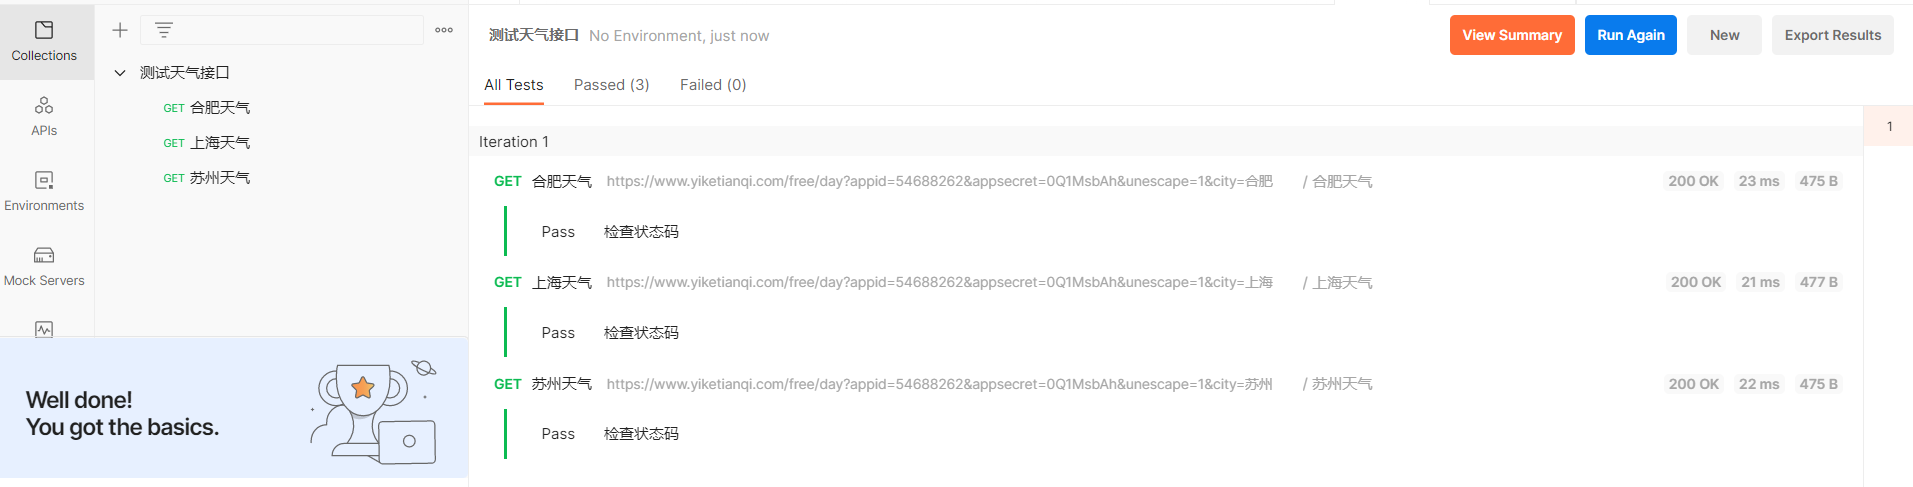 Collections
APIs
Environments
Mock Servers
测试天气接口
GET 合肥天气
GET 上海天气
GET 苏州天气
Well done!
You got the basics.
测试天气接口 No Environment, just now
View Summary
Run Again
New
Export Results
All Tests
Passed (3)
Failed (0)
Iteration 1
1
GET 合肥天气 https://www.yiketianqi.com/free/day?appid=54688262&appsecret=0Q1MsbAh&unescape=1&city=合肥 / 合肥天气 200 OK 23 ms 475 B
Pass 检查状态码
GET 上海天气 https://www.yiketianqi.com/free/day?appid=54688262&appsecret=0Q1MsbAh&unescape=1&city=上海 / 上海天气 200 OK 21 ms 477 B
Pass 检查状态码
GET 苏州天气 https://www.yiketianqi.com/free/day?appid=54688262&appsecret=0Q1MsbAh&unescape=1&city=苏州 / 苏州天气 200 OK 22 ms 475 B
Pass 检查状态码